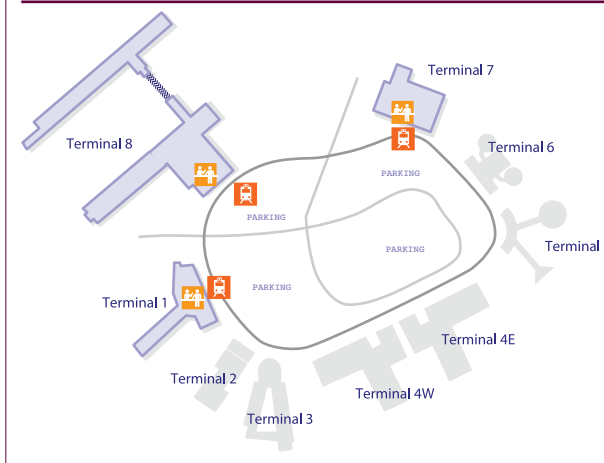 Terminal 7
Terminal 8
Terminal 6
PARKING
PARKING
Terminal
PARKING
PARKING
Terminal 1
Terminal 4E
Terminal 2
Terminal 4W
Terminal 3